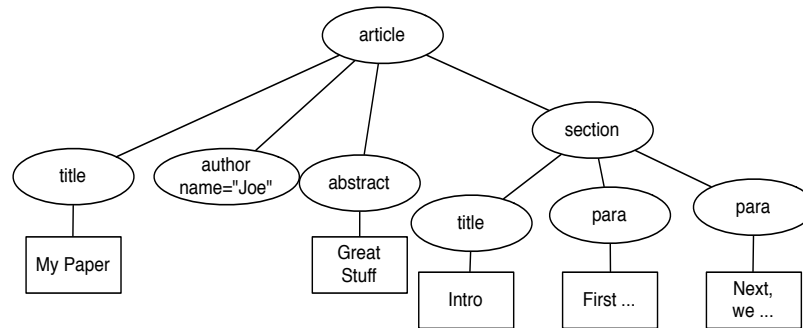 article
section
title
author
name="Joe"
abstract
title
para
para
My Paper
Great
Stuff
Intro
First ...
Next,
we ...